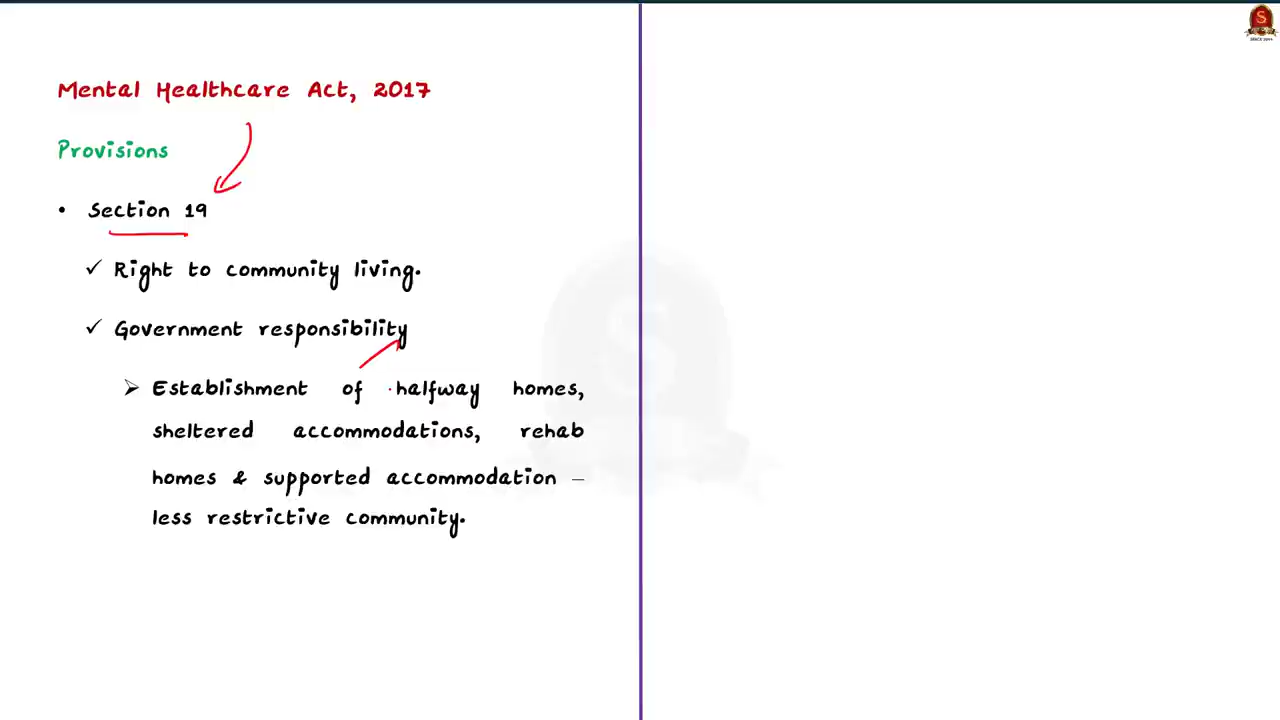 Mental Healthcare Act, 2017
Provisions
• Section 19
✓ Right to community living.
✓ Government responsibility
➢ Establishment of halfway homes,
sheltered accommodations, rehab
homes & supported accommodation –
less restrictive community.
S